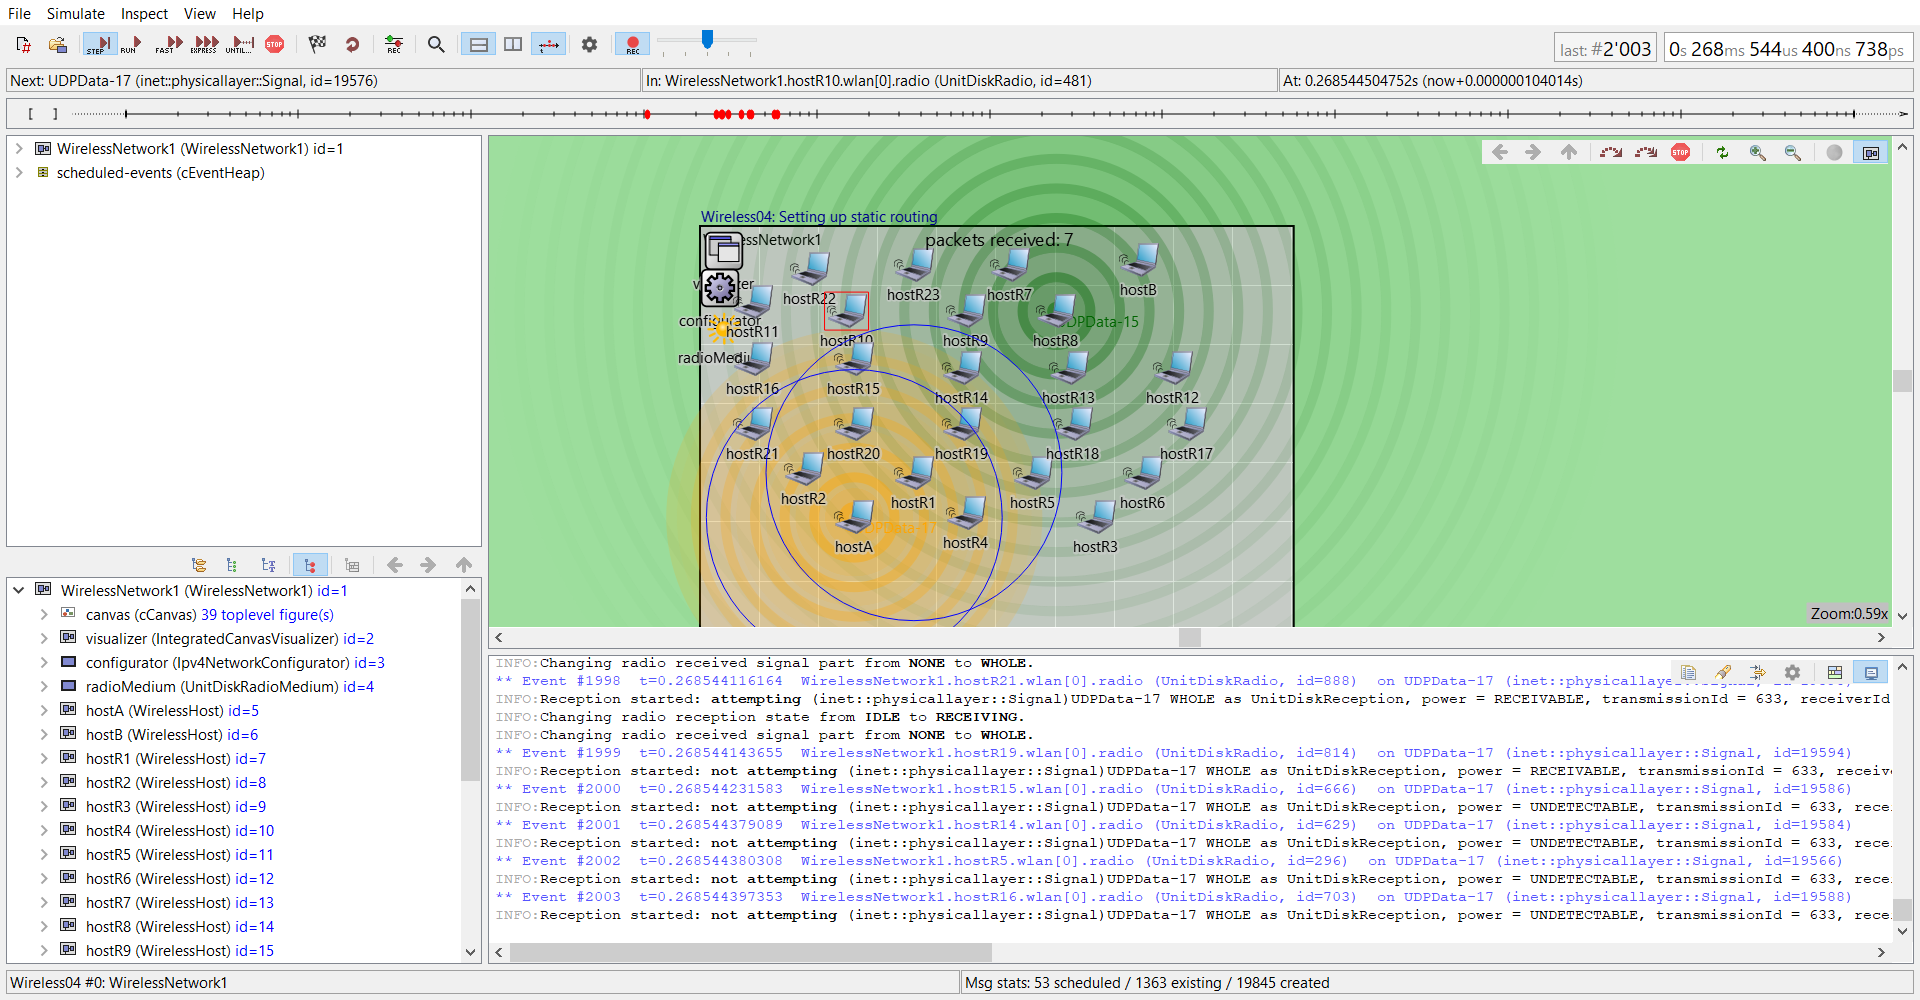 File Simulate Inspect View Help
STEP RUN FAST EXPRESS UNTIL... STOP REC REC
last: #2'003 0s 268ms 544us 400ns 738ps
Next: UDPData-17 (inet::physicallayer::Signal, id=19576) In: WirelessNetwork1.hostR10.wlan[0].radio (UnitDiskRadio, id=481) At: 0.268544504752s (now+0.000000104014s)
[ ]
WirelessNetwork1 (WirelessNetwork1) id=1
scheduled-events (cEventHeap)
WirelessNetwork1 (WirelessNetwork1) id=1
canvas (cCanvas) 39 toplevel figure(s)
visualizer (IntegratedCanvasVisualizer) id=2
configurator (Ipv4NetworkConfigurator) id=3
radioMedium (UnitDiskRadioMedium) id=4
hostA (WirelessHost) id=5
hostB (WirelessHost) id=6
hostR1 (WirelessHost) id=7
hostR2 (WirelessHost) id=8
hostR3 (WirelessHost) id=9
hostR4 (WirelessHost) id=10
hostR5 (WirelessHost) id=11
hostR6 (WirelessHost) id=12
hostR7 (WirelessHost) id=13
hostR8 (WirelessHost) id=14
hostR9 (WirelessHost) id=15
STOP
Wireless04: Setting up static routing
essNetwork1 packets received: 7
hostR22 hostR23 hostR7 hostB
configurator hostR11 hostR10 hostR9 hostR8 DPData-15
radioMediu hostR16 hostR15 hostR14 hostR13 hostR12
hostR21 hostR20 hostR19 hostR18 hostR17
hostR2 hostR1 hostR5 hostR6
hostA hostR4 hostR3
Zoom:0.59x
INFO:Changing radio received signal part from NONE to WHOLE.
** Event #1998 t=0.268544116164 WirelessNetwork1.hostR21.wlan[0].radio (UnitDiskRadio, id=888) on UDPData-17 (inet::physicallayer::Signal,
INFO:Reception started: attempting (inet::physicallayer::Signal)UDPData-17 WHOLE as UnitDiskReception, power = RECEIVABLE, transmissionId = 633, receiverId
INFO:Changing radio reception state from IDLE to RECEIVING.
INFO:Changing radio received signal part from NONE to WHOLE.
** Event #1999 t=0.268544143655 WirelessNetwork1.hostR19.wlan[0].radio (UnitDiskRadio, id=814) on UDPData-17 (inet::physicallayer::Signal, id=19594)
INFO:Reception started: not attempting (inet::physicallayer::Signal)UDPData-17 WHOLE as UnitDiskReception, power = RECEIVABLE, transmissionId = 633, receive
** Event #2000 t=0.268544231583 WirelessNetwork1.hostR15.wlan[0].radio (UnitDiskRadio, id=666) on UDPData-17 (inet::physicallayer::Signal, id=19586)
INFO:Reception started: not attempting (inet::physicallayer::Signal)UDPData-17 WHOLE as UnitDiskReception, power = UNDETECTABLE, transmissionId = 633, rece
** Event #2001 t=0.268544379089 WirelessNetwork1.hostR14.wlan[0].radio (UnitDiskRadio, id=629) on UDPData-17 (inet::physicallayer::Signal, id=19584)
INFO:Reception started: not attempting (inet::physicallayer::Signal)UDPData-17 WHOLE as UnitDiskReception, power = UNDETECTABLE, transmissionId = 633, rece
** Event #2002 t=0.268544380308 WirelessNetwork1.hostR5.wlan[0].radio (UnitDiskRadio, id=296) on UDPData-17 (inet::physicallayer::Signal, id=19566)
INFO:Reception started: not attempting (inet::physicallayer::Signal)UDPData-17 WHOLE as UnitDiskReception, power = UNDETECTABLE, transmissionId = 633, rece
** Event #2003 t=0.268544397353 WirelessNetwork1.hostR16.wlan[0].radio (UnitDiskRadio, id=703) on UDPData-17 (inet::physicallayer::Signal, id=19588)
INFO:Reception started: not attempting (inet::physicallayer::Signal)UDPData-17 WHOLE as UnitDiskReception, power = UNDETECTABLE, transmissionId = 633, rece
Wireless04 #0: WirelessNetwork1 Msg stats: 53 scheduled / 1363 existing / 19845 created